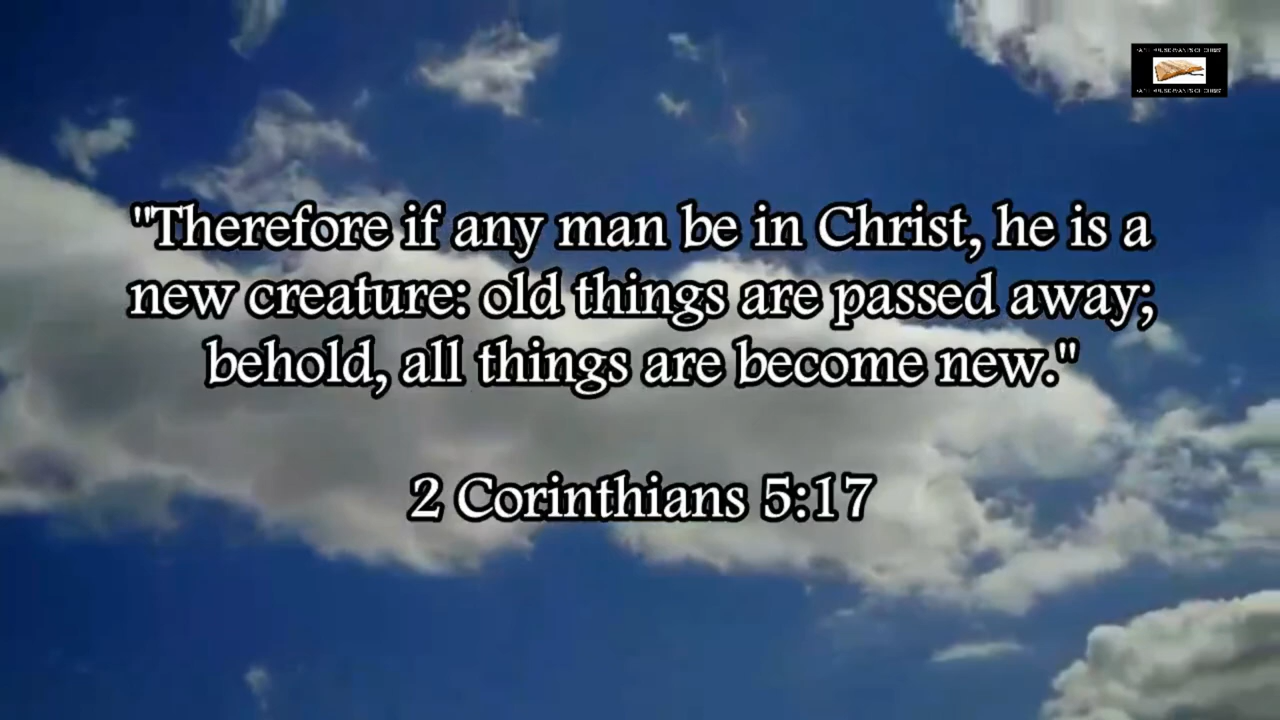 "Therefore if any man be in Christ, he is a
new creature: old things are passed away;
behold, all things are become new."
2 Corinthians 5:17